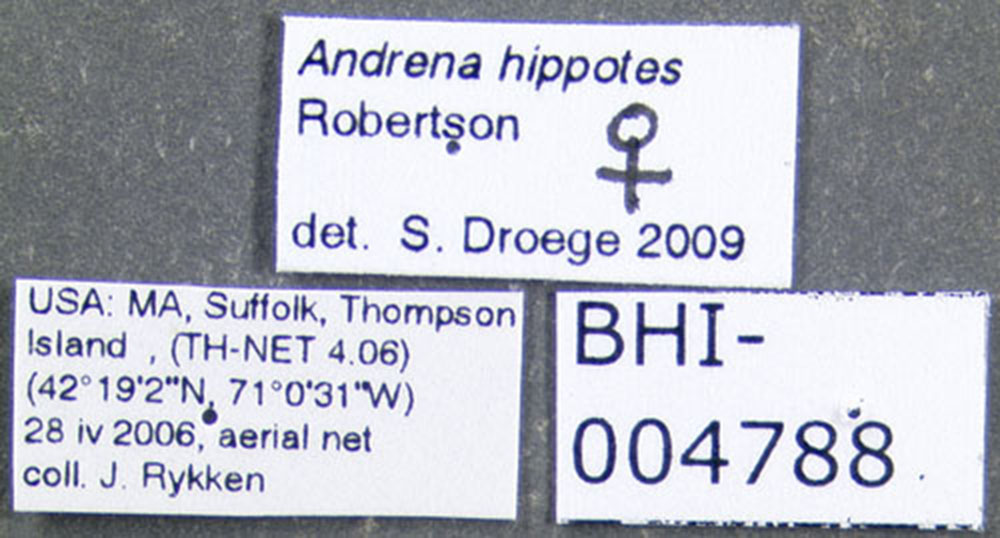 Andrena hippotes
Robertson ♀
det. S. Droege 2009
USA: MA, Suffolk, Thompson
Island , (TH-NET 4.06)
(42°19'2"N, 71°0'31"W)
28 iv 2006, aerial net
coll. J. Rykken
BHI-
004788